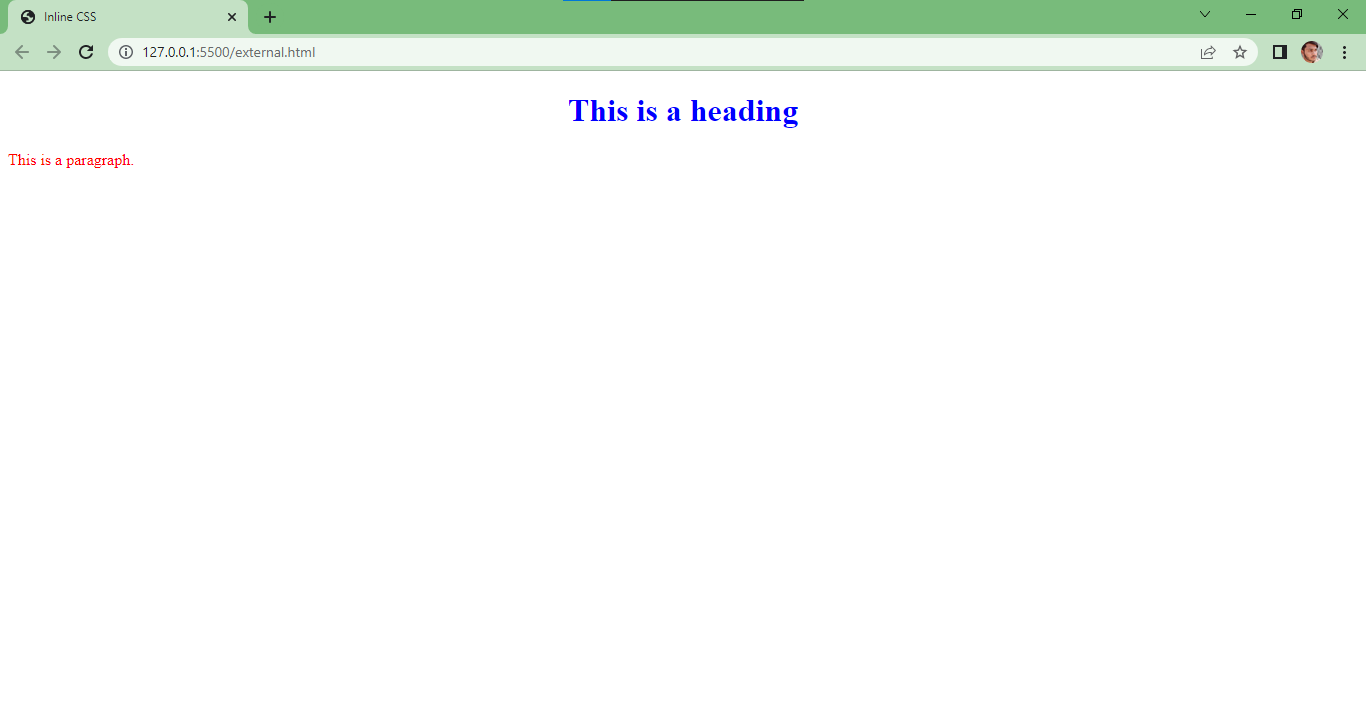 Inline CSS
127.0.0.1:5500/external.html
This is a heading
This is a paragraph.